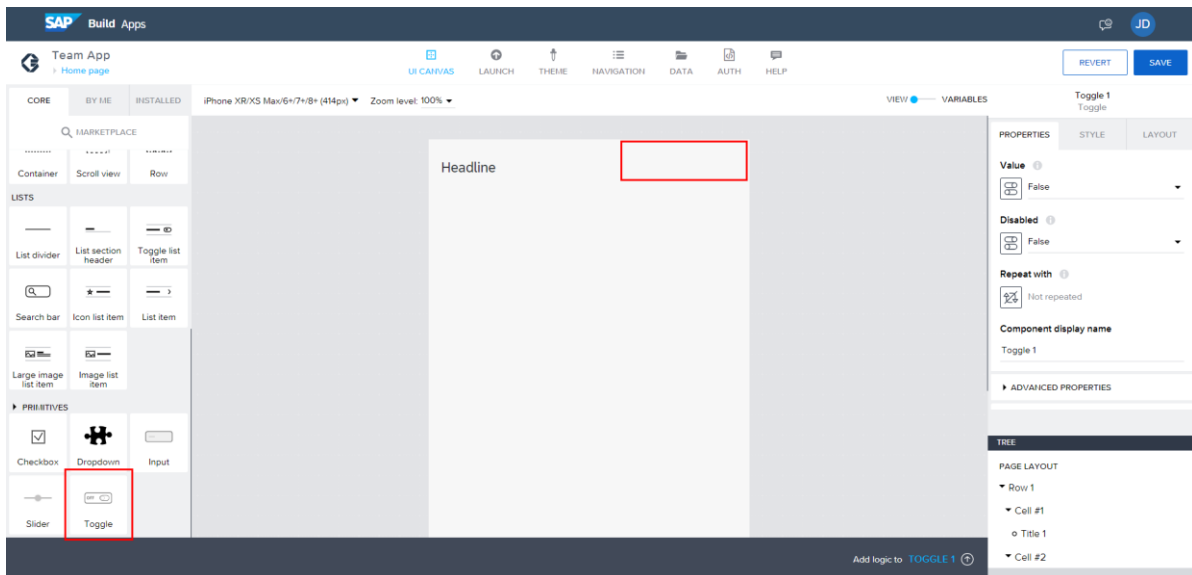 SAP Build Apps
JD
Team App
Home page
UI CANVAS LAUNCH THEME NAVIGATION DATA AUTH HELP
REVERT SAVE
CORE BY ME INSTALLED
iPhone XR/XS Max/6+/7+/8+ (414px) Zoom level: 100%
VIEW VARIABLES
Toggle 1
Toggle
MARKETPLACE
PROPERTIES STYLE LAYOUT
Container Scroll view Row
LISTS
List divider List section header Toggle list item
Search bar Icon list item List item
Large image list item Image list item
PRIMITIVES
Checkbox Dropdown Input
OFF
Slider Toggle
Headline
Value
False
Disabled
False
Repeat with
Not repeated
Component display name
Toggle 1
ADVANCED PROPERTIES
TREE
PAGE LAYOUT
Row 1
Cell #1
Title 1
Cell #2
Add logic to TOGGLE 1